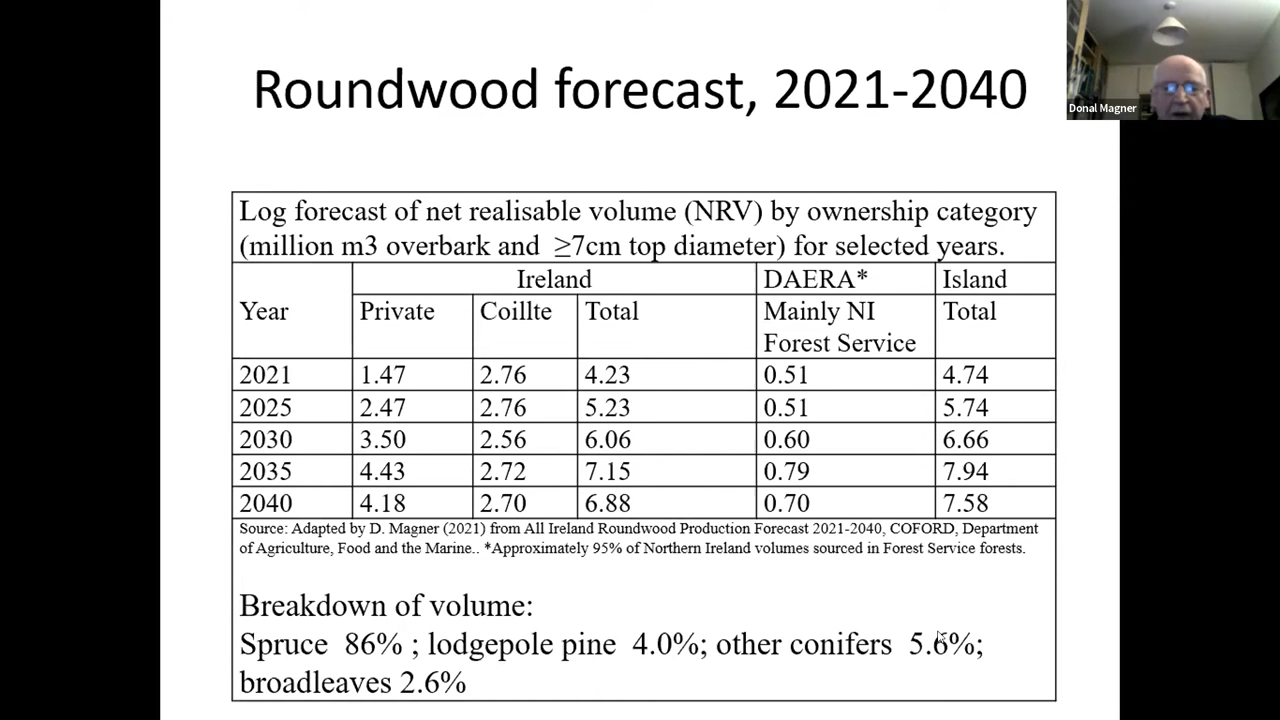 Roundwood forecast, 2021-2040
Donal Magner
Log forecast of net realisable volume (NRV) by ownership category
(million m3 overbark and ≥7cm top diameter) for selected years.
Year Ireland DAERA* Island
Private Coillte Total Mainly NI Forest Service Total
2021 1.47 2.76 4.23 0.51 4.74
2025 2.47 2.76 5.23 0.51 5.74
2030 3.50 2.56 6.06 0.60 6.66
2035 4.43 2.72 7.15 0.79 7.94
2040 4.18 2.70 6.88 0.70 7.58
Source: Adapted by D. Magner (2021) from All Ireland Roundwood Production Forecast 2021-2040, COFORD, Department
of Agriculture, Food and the Marine.. *Approximately 95% of Northern Ireland volumes sourced in Forest Service forests.
Breakdown of volume:
Spruce 86% ; lodgepole pine 4.0%; other conifers 5.6%;
broadleaves 2.6%